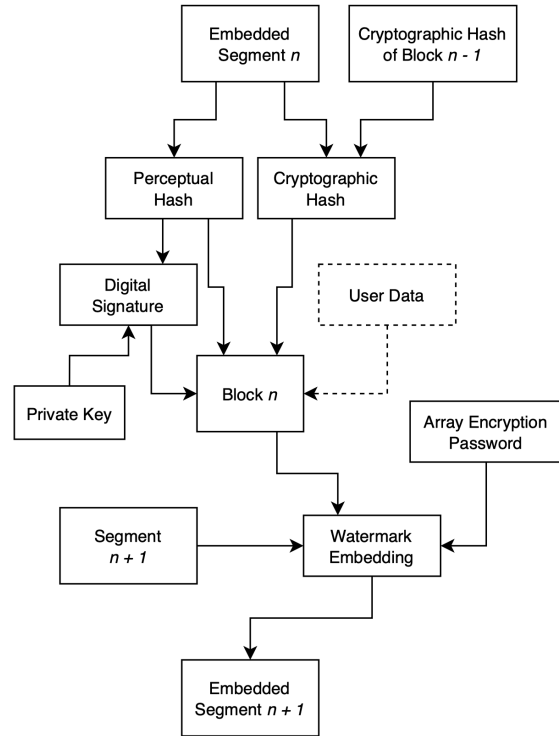 Embedded
Segment n
Cryptographic Hash
of Block n - 1
Perceptual
Hash
Cryptographic
Hash
Digital
Signature
User Data
Private Key
Block n
Array Encryption
Password
Segment
n + 1
Watermark
Embedding
Embedded
Segment n + 1